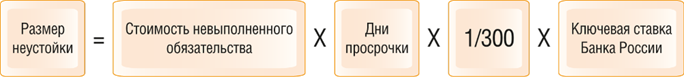 Размер
неустойки
=
Стоимость невыполненного
обязательства
X
Дни
просрочки
X
1/300
X
Ключевая ставка
Банка России